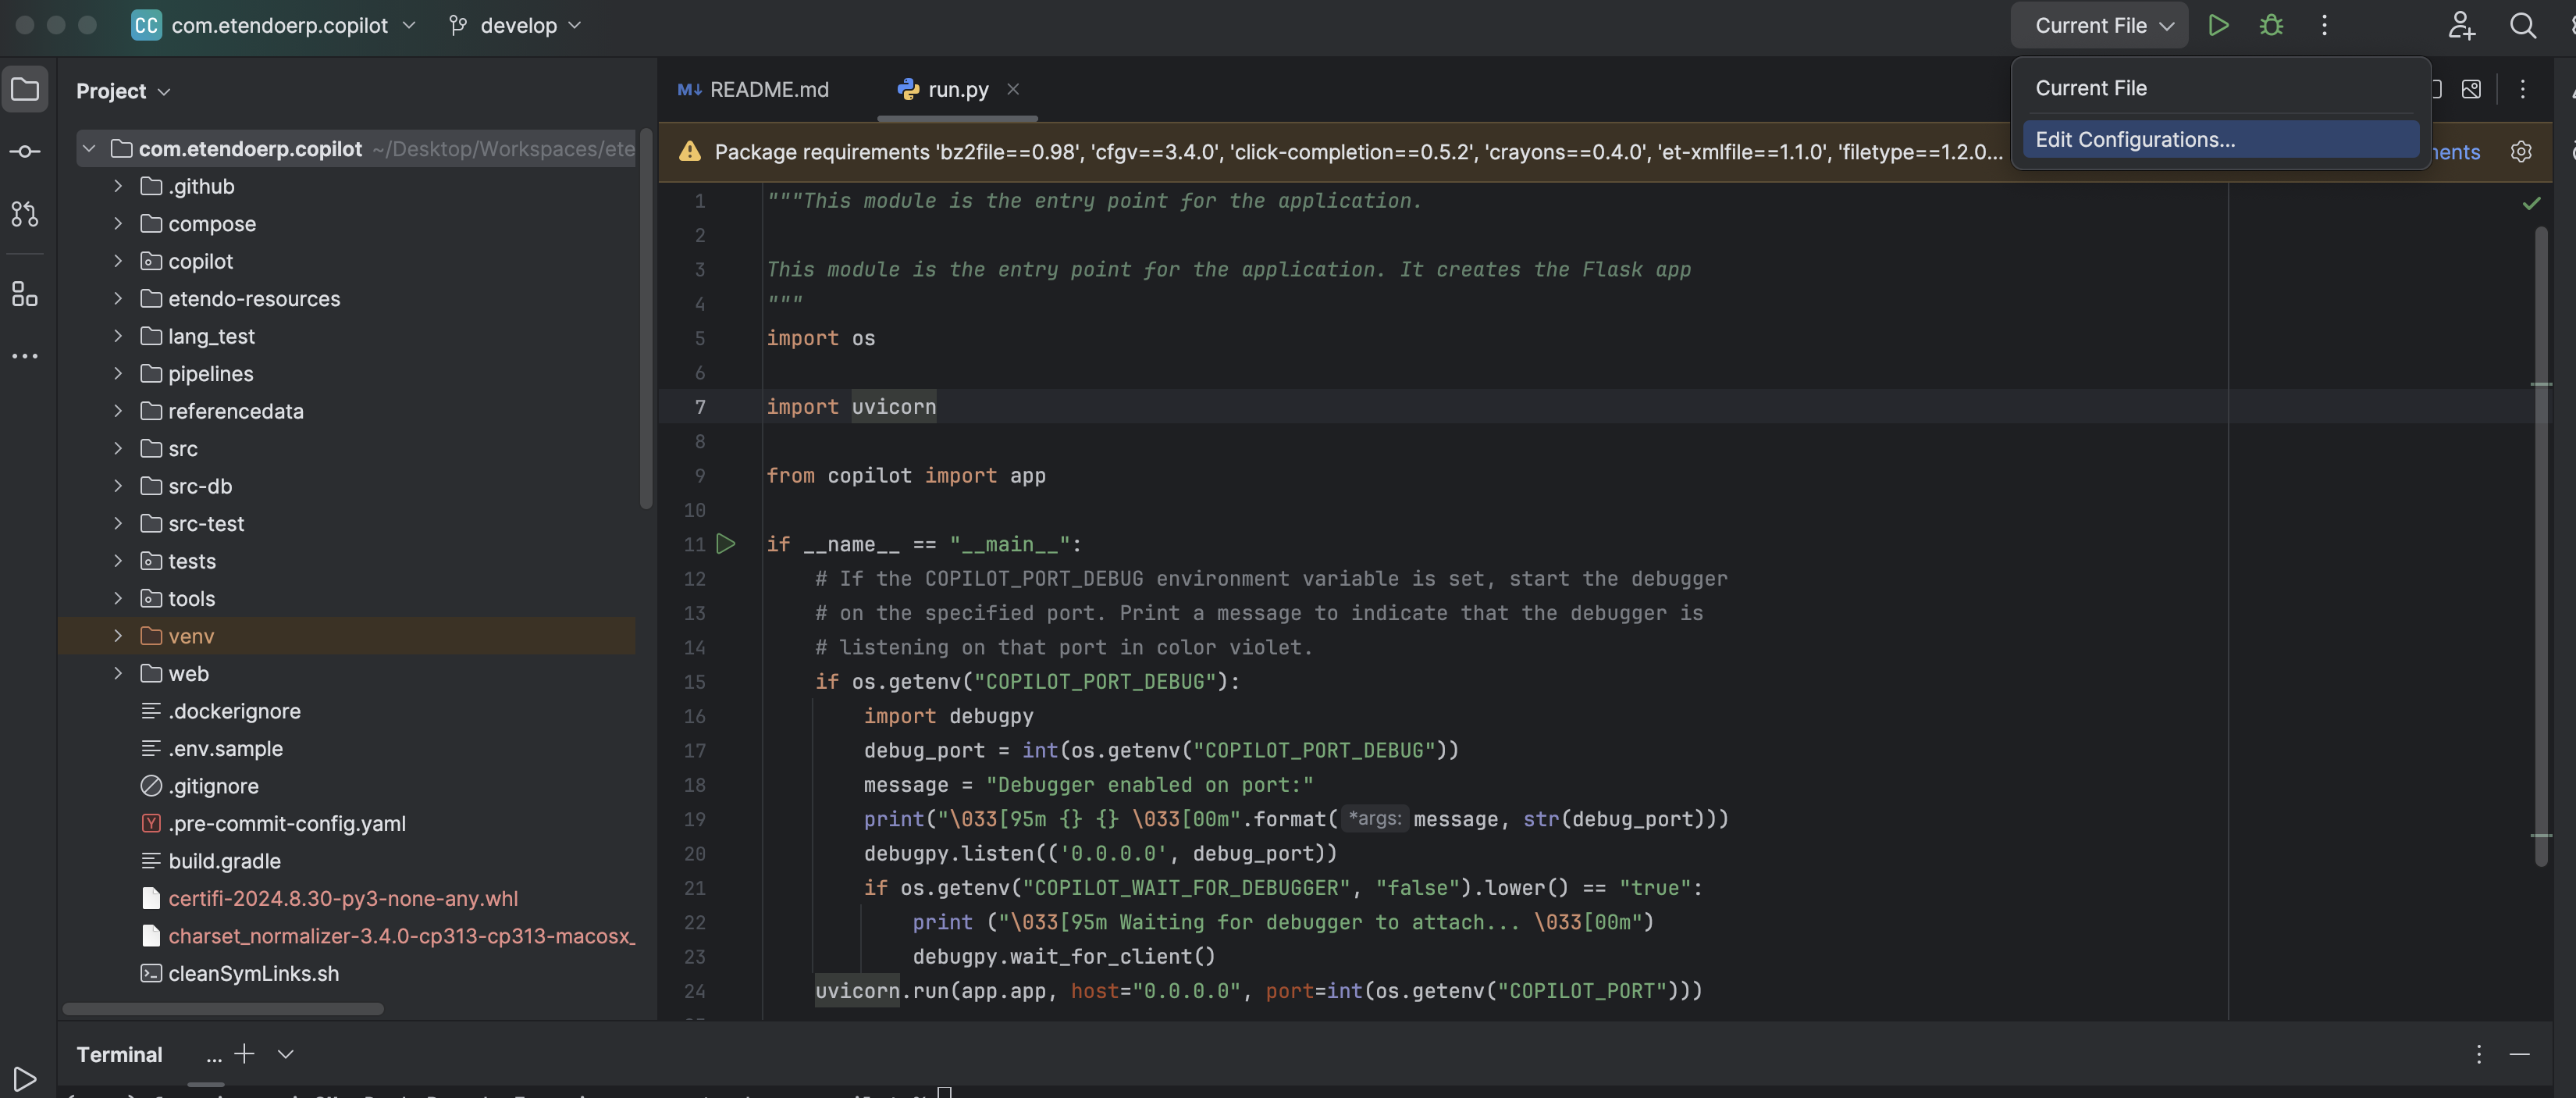 CC com.etendoerp.copilot develop Current File
Project
README.md run.py
Current File
Edit Configurations...
com.etendoerp.copilot ~/Desktop/Workspaces/ete
Package requirements 'bz2file==0.98', 'cfgv==3.4.0', 'click-completion==0.5.2', 'crayons==0.4.0', 'et-xmlfile==1.1.0', 'filetype==1.2.0...
.github
compose
copilot
etendo-resources
lang_test
pipelines
referencedata
src
src-db
src-test
tests
tools
venv
web
.dockerignore
.env.sample
.gitignore
.pre-commit-config.yaml
build.gradle
certifi-2024.8.30-py3-none-any.whl
charset_normalizer-3.4.0-cp313-cp313-macosx_
cleanSymLinks.sh
1 """This module is the entry point for the application.
2
3 This module is the entry point for the application. It creates the Flask app
4 """
5 import os
6
7 import uvicorn
8
9 from copilot import app
10
11 if __name__ == "__main__":
12 # If the COPILOT_PORT_DEBUG environment variable is set, start the debugger
13 # on the specified port. Print a message to indicate that the debugger is
14 # listening on that port in color violet.
15 if os.getenv("COPILOT_PORT_DEBUG"):
16 import debugpy
17 debug_port = int(os.getenv("COPILOT_PORT_DEBUG"))
18 message = "Debugger enabled on port:"
19 print("\033[95m {} {} \033[00m".format( *args: message, str(debug_port)))
20 debugpy.listen(('0.0.0.0', debug_port))
21 if os.getenv("COPILOT_WAIT_FOR_DEBUGGER", "false").lower() == "true":
22 print ("\033[95m Waiting for debugger to attach... \033[00m")
23 debugpy.wait_for_client()
24 uvicorn.run(app.app, host="0.0.0.0", port=int(os.getenv("COPILOT_PORT")))
Terminal ...